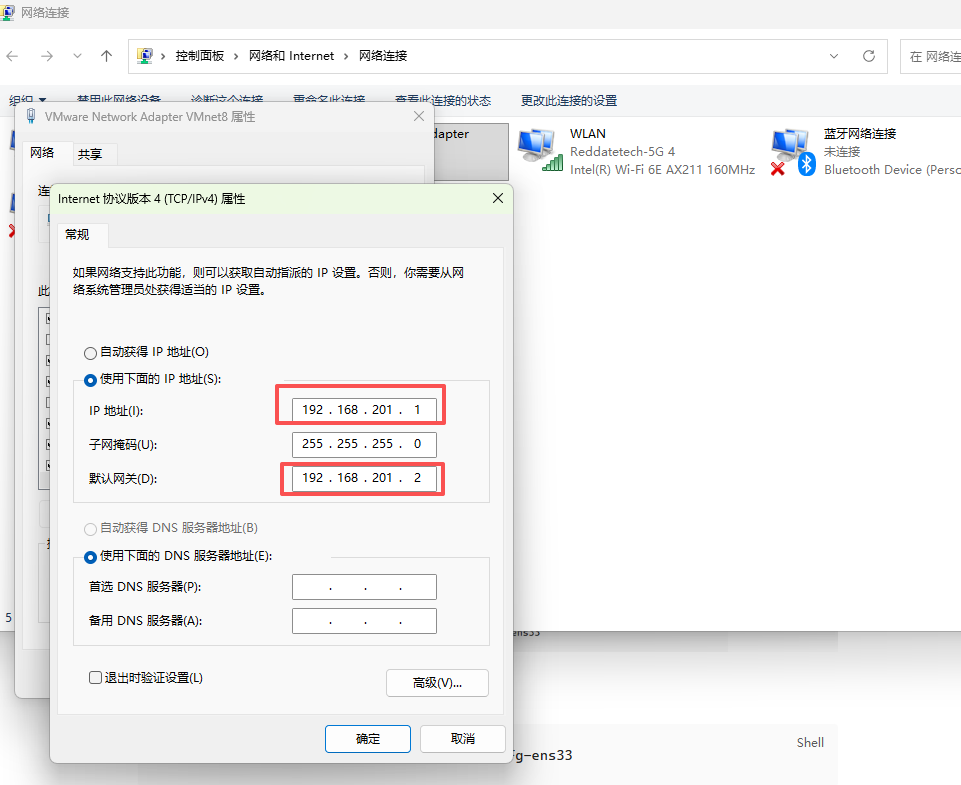 网络连接
控制面板 › 网络和 Internet › 网络连接
在 网络连
组织 禁用此网络设备 诊断这个连接 重命名此连接 查看此连接的状态 更改此连接的设置
VMware Network Adapter VMnet8 属性
网络 共享
连
此
dapter
WLAN
Reddatetech-5G 4
Intel(R) Wi-Fi 6E AX211 160MHz
蓝牙网络连接
未连接
Bluetooth Device (Perso
Internet 协议版本 4 (TCP/IPv4) 属性
常规
如果网络支持此功能，则可以获取自动指派的 IP 设置。否则，你需要从网
络系统管理员处获得适当的 IP 设置。
自动获得 IP 地址(O)
使用下面的 IP 地址(S):
IP 地址(I): 192 . 168 . 201 . 1
子网掩码(U): 255 . 255 . 255 . 0
默认网关(D): 192 . 168 . 201 . 2
自动获得 DNS 服务器地址(B)
使用下面的 DNS 服务器地址(E):
首选 DNS 服务器(P): . . .
备用 DNS 服务器(A): . . .
退出时验证设置(L)
高级(V)...
确定 取消
5
ens33
Shell
fg-ens33